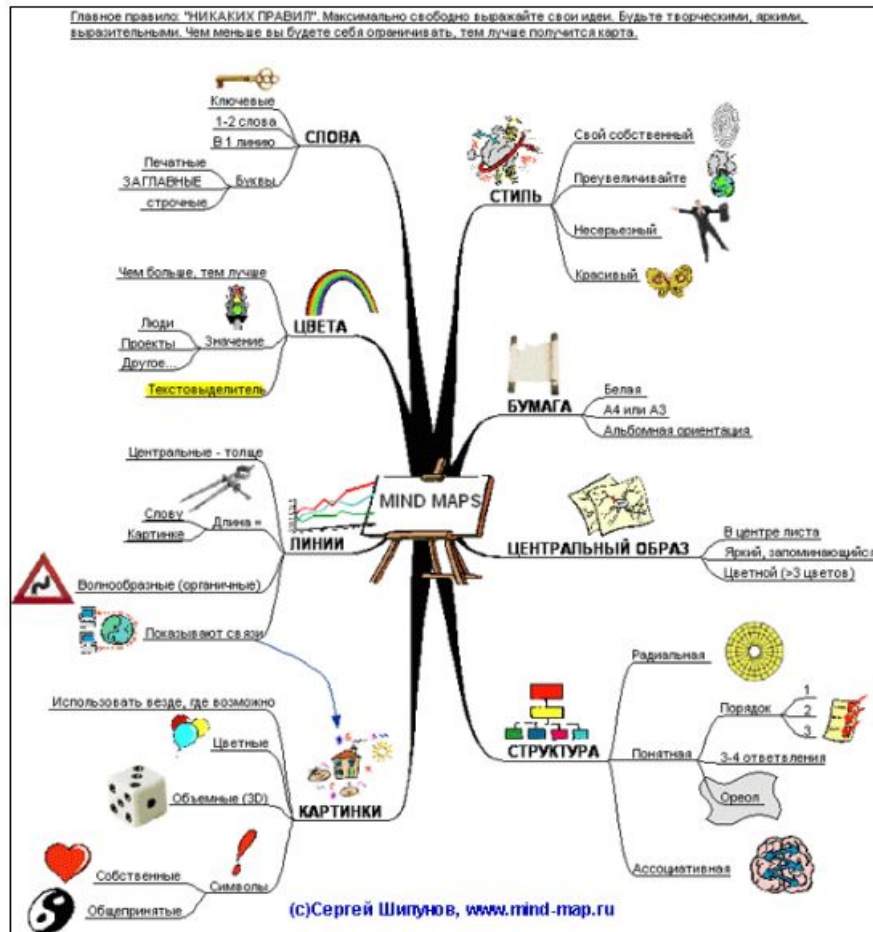 Главное правило: "НИКАКИХ ПРАВИЛ". Максимально свободно выражайте свои идеи. Будьте творческими, яркими,
выразительными. Чем меньше вы будете себя ограничивать, тем лучше получится карта.
СЛОВА
Ключевые
1-2 слова
В 1 линию
Буквы
Печатные
ЗАГЛАВНЫЕ
строчные
ЦВЕТА
Чем больше, тем лучше
Значение
Люди
Проекты
Другое...
Текстовыделитель
ЛИНИИ
Центральные - толще
Длина =
Слову
Картинке
Волнообразные (органичные)
Показывают связи
КАРТИНКИ
Использовать везде, где возможно
Цветные
Объемные (3D)
Символы
Собственные
Общепринятые
MIND MAPS
СТИЛЬ
Свой собственный
Преувеличивайте
Несерьезный
Красивый
БУМАГА
Белая
А4 или А3
Альбомная ориентация
ЦЕНТРАЛЬНЫЙ ОБРАЗ
В центре листа
Яркий, запоминающийся
Цветной (>3 цветов)
СТРУКТУРА
Радиальная
Понятная
Порядок
1
2
3
3-4 ответвления
Ореол
Ассоциативная
(с)Сергей Шипунов, www.mind-map.ru